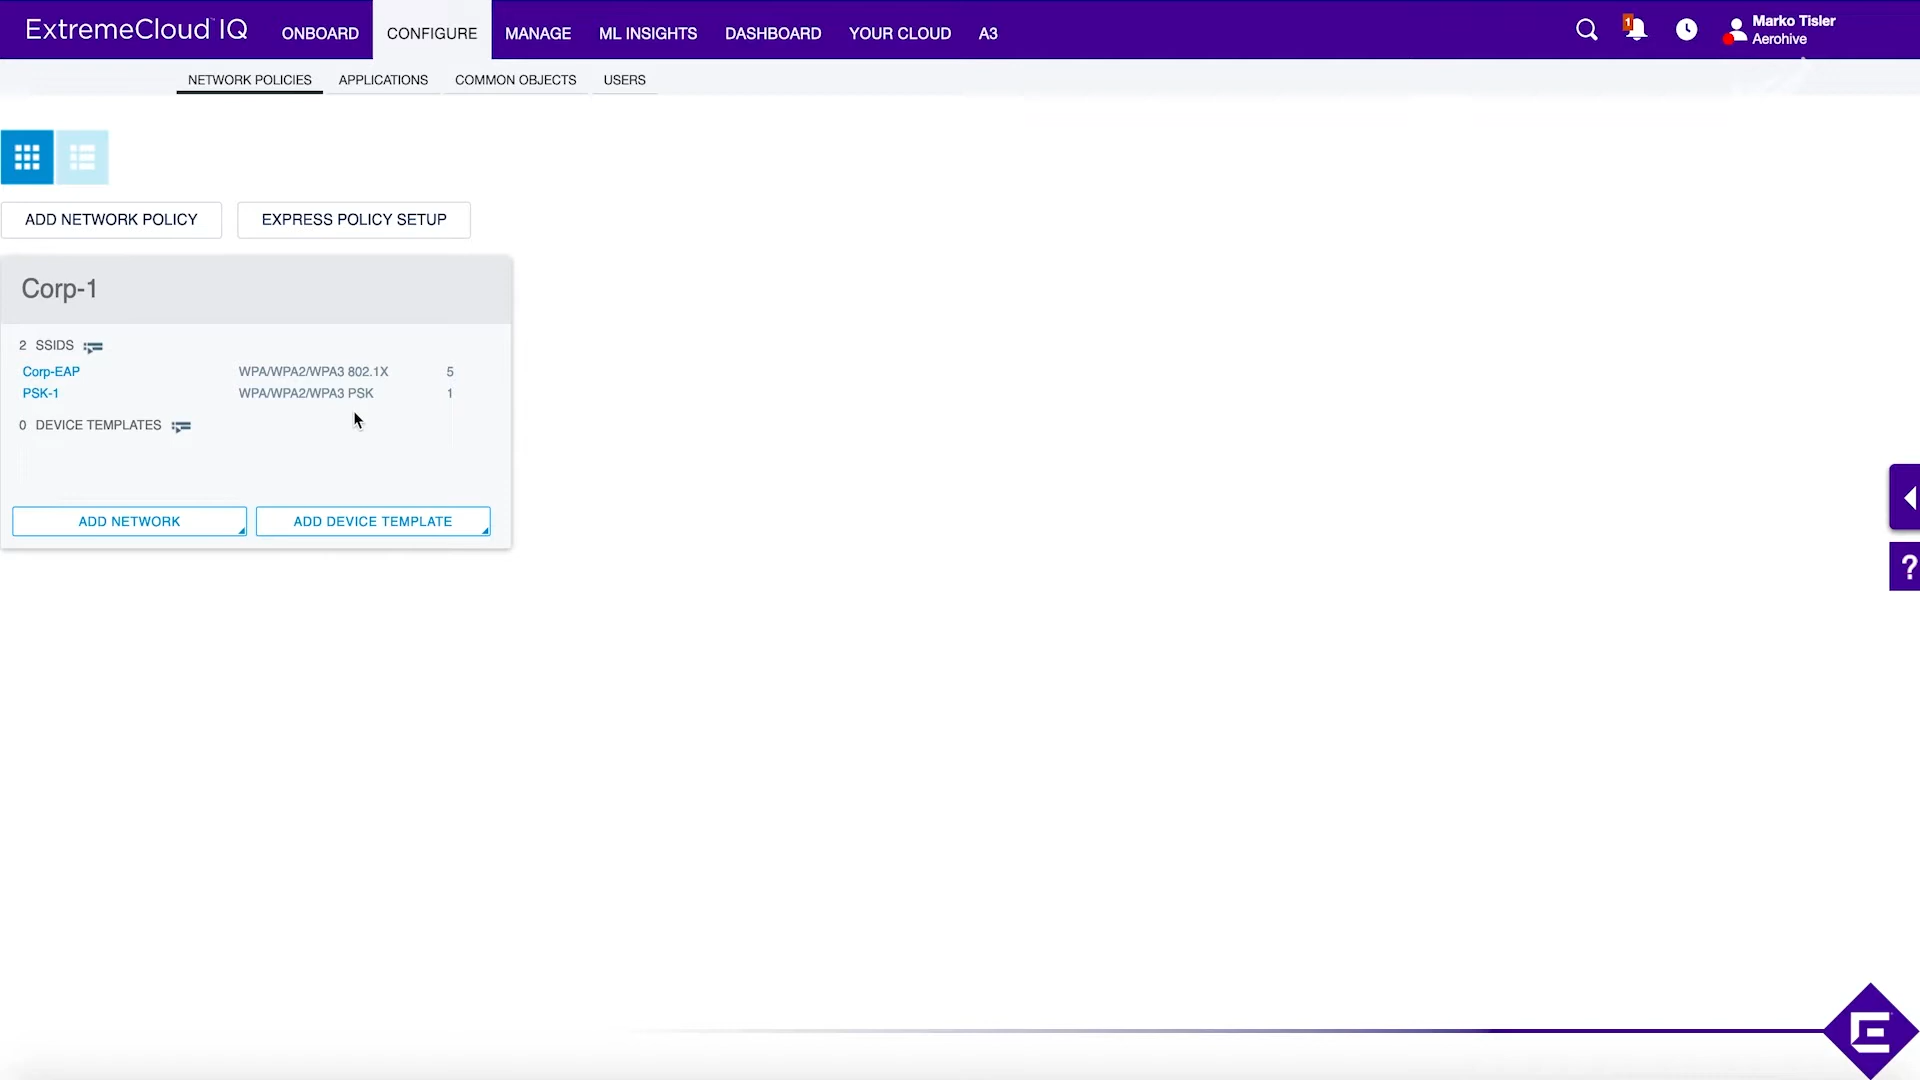 ExtremeCloud IQ ONBOARD CONFIGURE MANAGE ML INSIGHTS DASHBOARD YOUR CLOUD A3 1 Marko Tisler
Aerohive
NETWORK POLICIES APPLICATIONS COMMON OBJECTS USERS
ADD NETWORK POLICY EXPRESS POLICY SETUP
Corp-1
2 SSIDS
Corp-EAP WPA/WPA2/WPA3 802.1X 5
PSK-1 WPA/WPA2/WPA3 PSK 1
0 DEVICE TEMPLATES
ADD NETWORK ADD DEVICE TEMPLATE
?
E